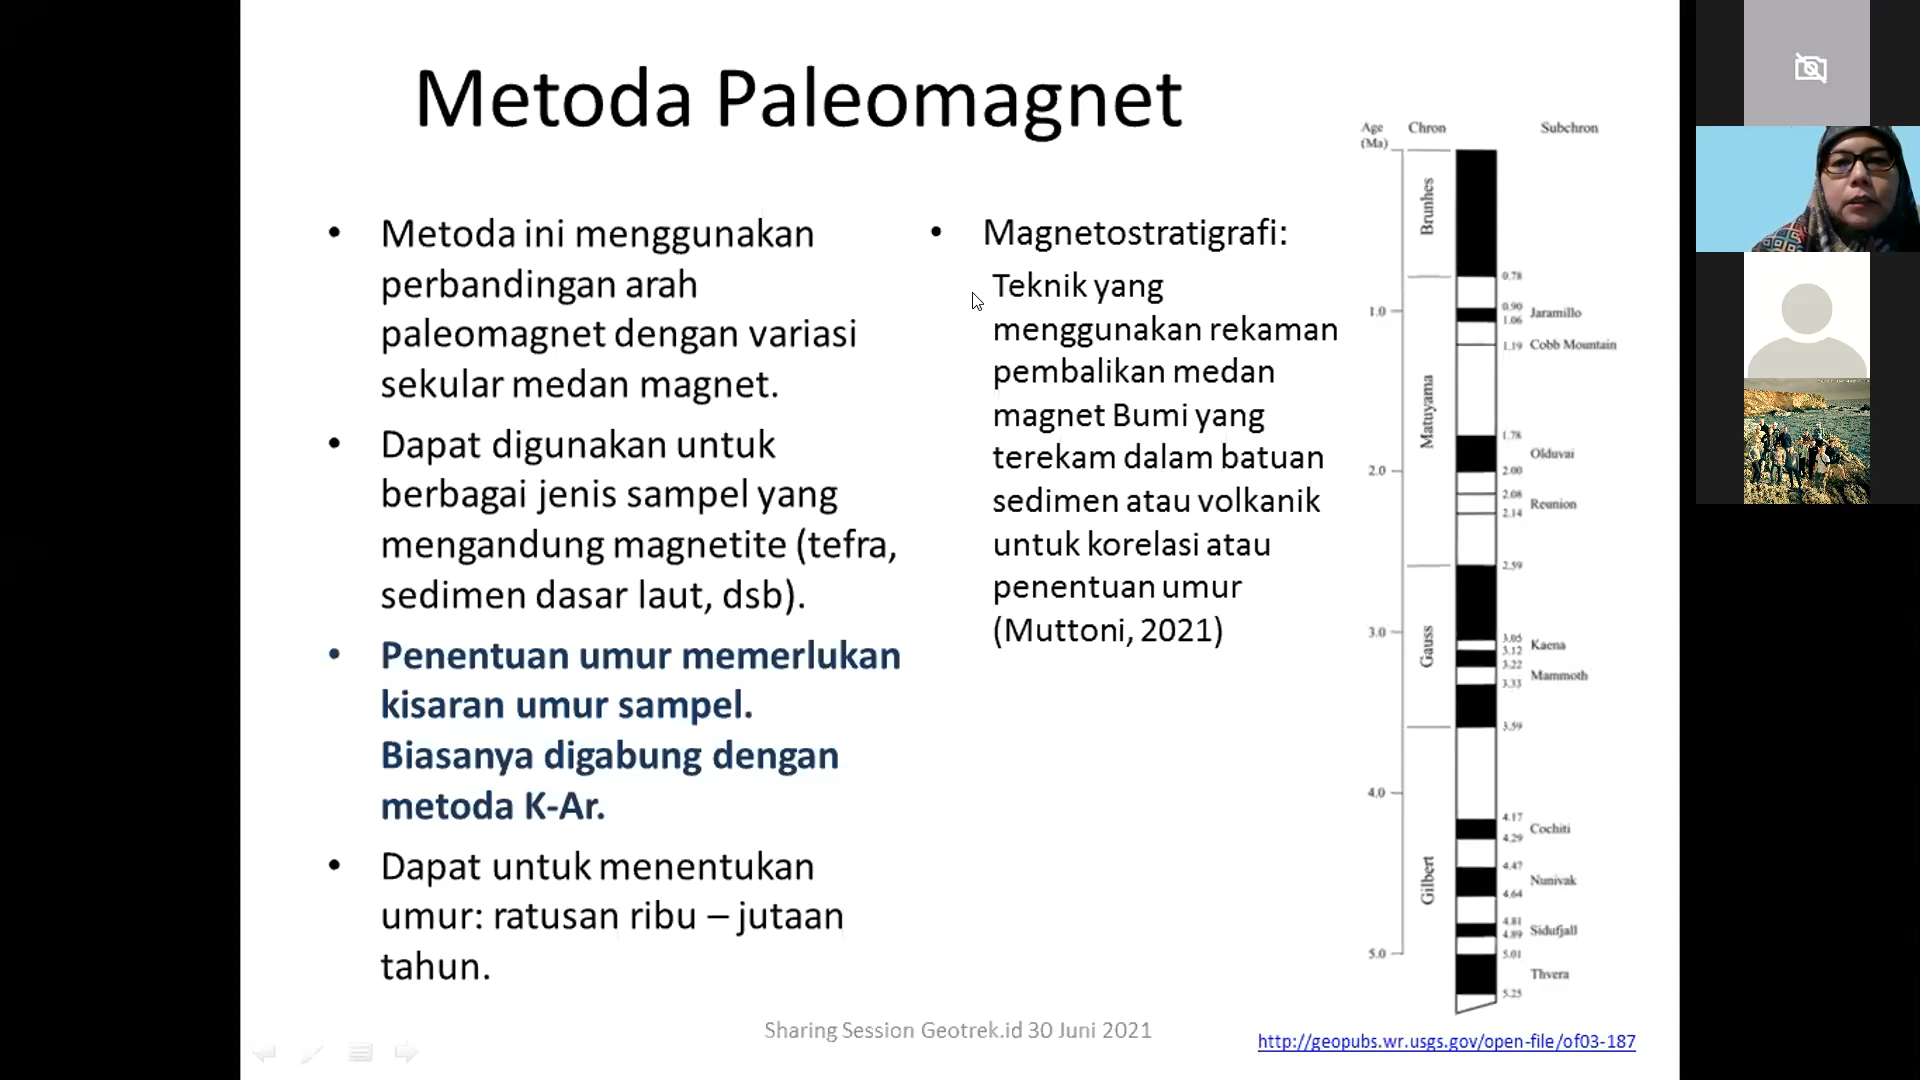 Metoda Paleomagnet
• Metoda ini menggunakan
perbandingan arah
paleomagnet dengan variasi
sekular medan magnet.
• Dapat digunakan untuk
berbagai jenis sampel yang
mengandung magnetite (tefra,
sedimen dasar laut, dsb).
• Penentuan umur memerlukan
kisaran umur sampel.
Biasanya digabung dengan
metoda K-Ar.
• Dapat untuk menentukan
umur: ratusan ribu – jutaan
tahun.
• Magnetostratigrafi:
Teknik yang
menggunakan rekaman
pembalikan medan
magnet Bumi yang
terekam dalam batuan
sedimen atau volkanik
untuk korelasi atau
penentuan umur
(Muttoni, 2021)
Age
(Ma)
Chron
Subchron
Brunhes
Matuyama
Gauss
Gilbert
1.0
2.0
3.0
4.0
5.0
0.78
0.90
Jaramillo
1.06
1.19 Cobb Mountain
1.78
Olduvai
2.00
2.08
Reunion
2.14
2.59
3.05
Kaena
3.12
3.22
Mammoth
3.33
3.59
4.17
Cochiti
4.29
4.47
Nunivak
4.64
4.81
Sidufjall
4.89
5.01
Thvera
5.25
Sharing Session Geotrek.id 30 Juni 2021
http://geopubs.wr.usgs.gov/open-file/of03-187